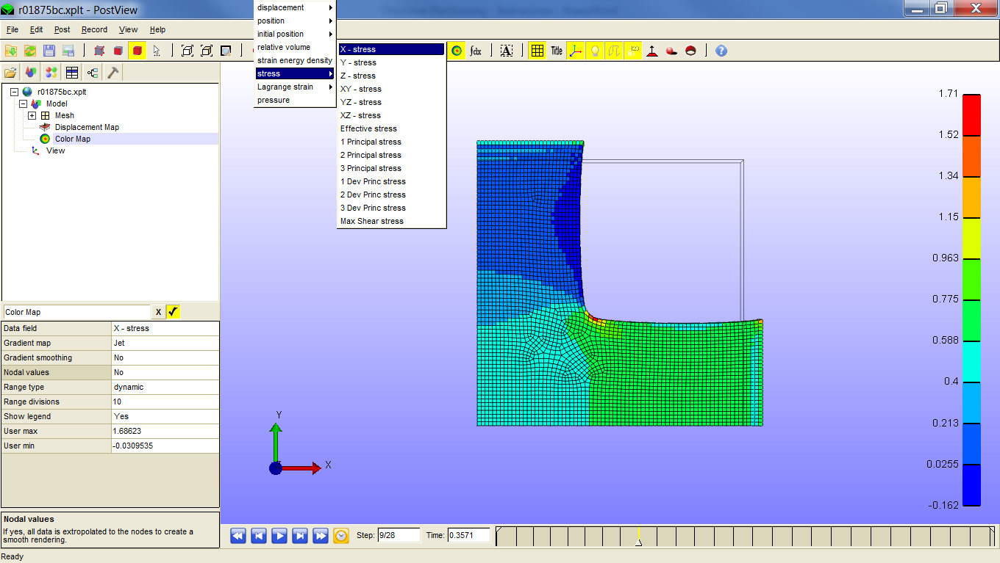 r01875bc.xplt - PostView
File Edit Post Record View Help
displacement
position
initial position
relative volume
strain energy density
stress
Lagrange strain
pressure
X - stress
Y - stress
Z - stress
XY - stress
YZ - stress
XZ - stress
Effective stress
1 Principal stress
2 Principal stress
3 Principal stress
1 Dev Princ stress
2 Dev Princ stress
3 Dev Princ stress
Max Shear stress
Title
r01875bc.xplt
Model
Mesh
Displacement Map
Color Map
View
Color Map X
Data field X - stress
Gradient map Jet
Gradient smoothing No
Nodal values No
Range type dynamic
Range divisions 10
Show legend Yes
User max 1.68623
User min -0.0309535
Nodal values
If yes, all data is extropolated to the nodes to create a
smooth rendering.
Ready
1.71
1.52
1.34
1.15
0.963
0.775
0.588
0.4
0.213
0.0255
-0.162
Y
X
Step: 9/28 Time: 0.3571